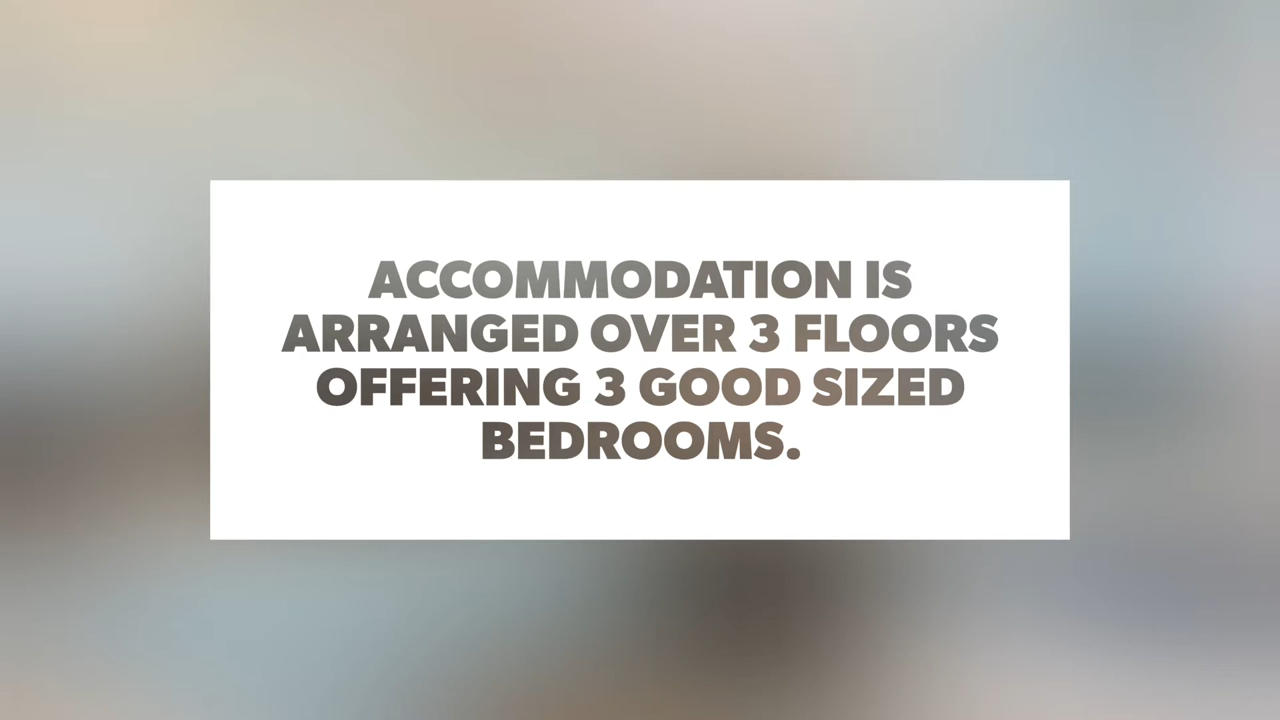 ACCOMMODATION IS
ARRANGED OVER 3 FLOORS
OFFERING 3 GOOD SIZED
BEDROOMS.